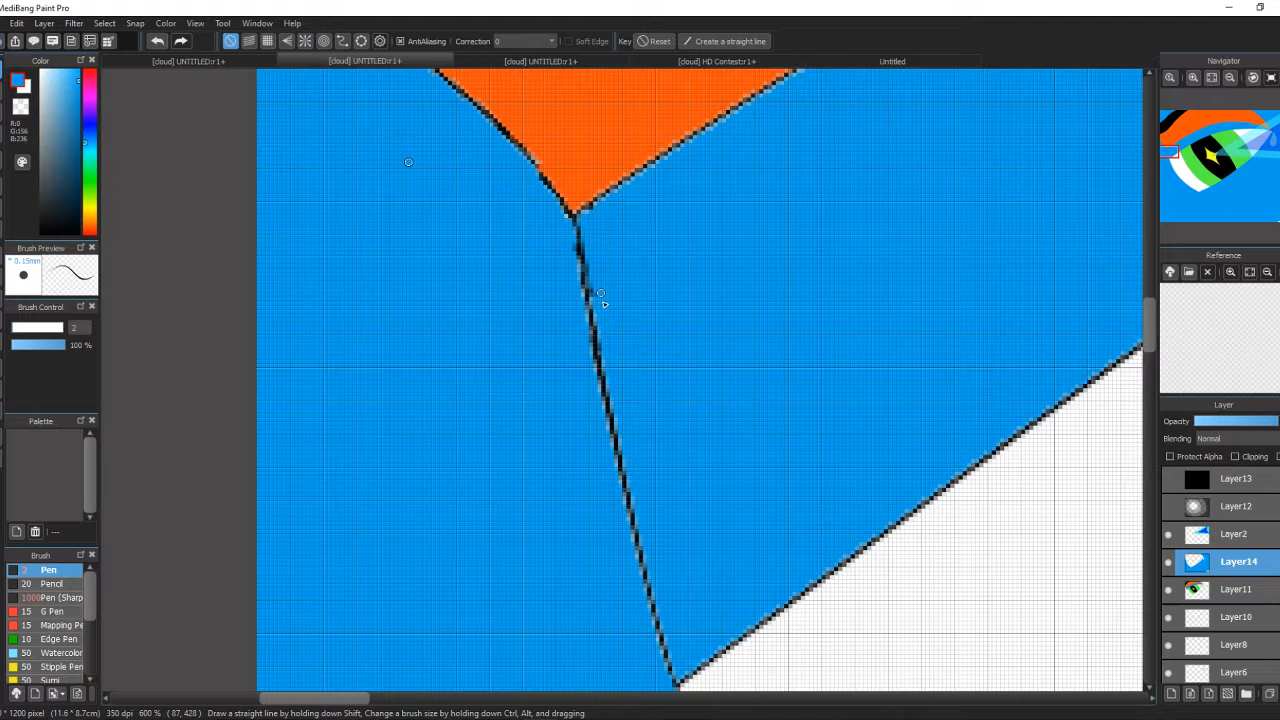 MediBang Paint Pro
Edit Layer Filter Select Snap Color View Tool Window Help
AntiAliasing Correction 0 Soft Edge Key Reset Create a straight line
Color [cloud] UNTITLED:r1+ [cloud] UNTITLED:r1+ [cloud] UNTITLED:r1+ [cloud] HD Contest:r1+ Untitled Navigator
R:0
G:156
B:236
Brush Preview
* 0.15mm
Reference
Brush Control
2
100 %
Layer
Palette
Opacity
Blending Normal
Protect Alpha Clipping
Layer13
Layer12
---
Layer2
Brush
Layer14
2 Pen
20 Pencil
Layer11
1000 Pen (Sharp
15 G Pen
Layer10
15 Mapping Pe
10 Edge Pen
Layer8
50 Watercolor
50 Stipple Pen
Layer6
50 Sumi
* 1200 pixel (11.6 * 8.7cm) 350 dpi 600 % ( 87, 428 ) Draw a straight line by holding down Shift, Change a brush size by holding down Ctrl, Alt, and dragging